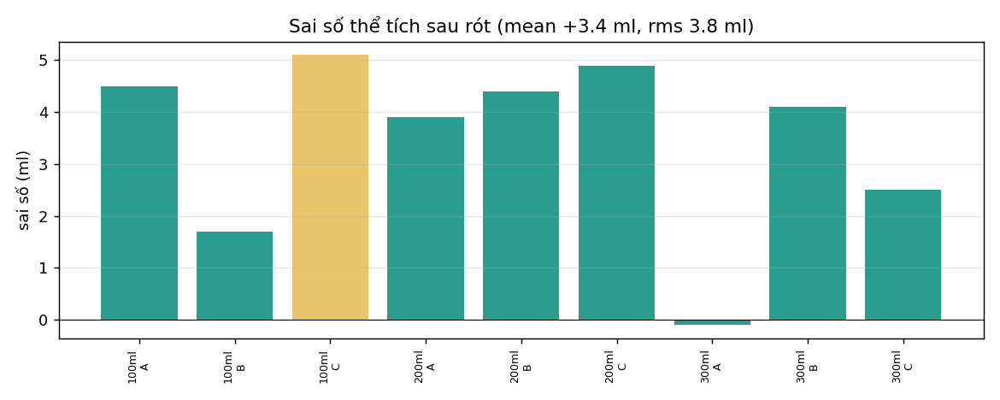 Sai số thể tích sau rót (mean +3.4 ml, rms 3.8 ml)
sai số (ml)
5
4
3
2
1
0
100ml
A
100ml
B
100ml
C
200ml
A
200ml
B
200ml
C
300ml
A
300ml
B
300ml
C